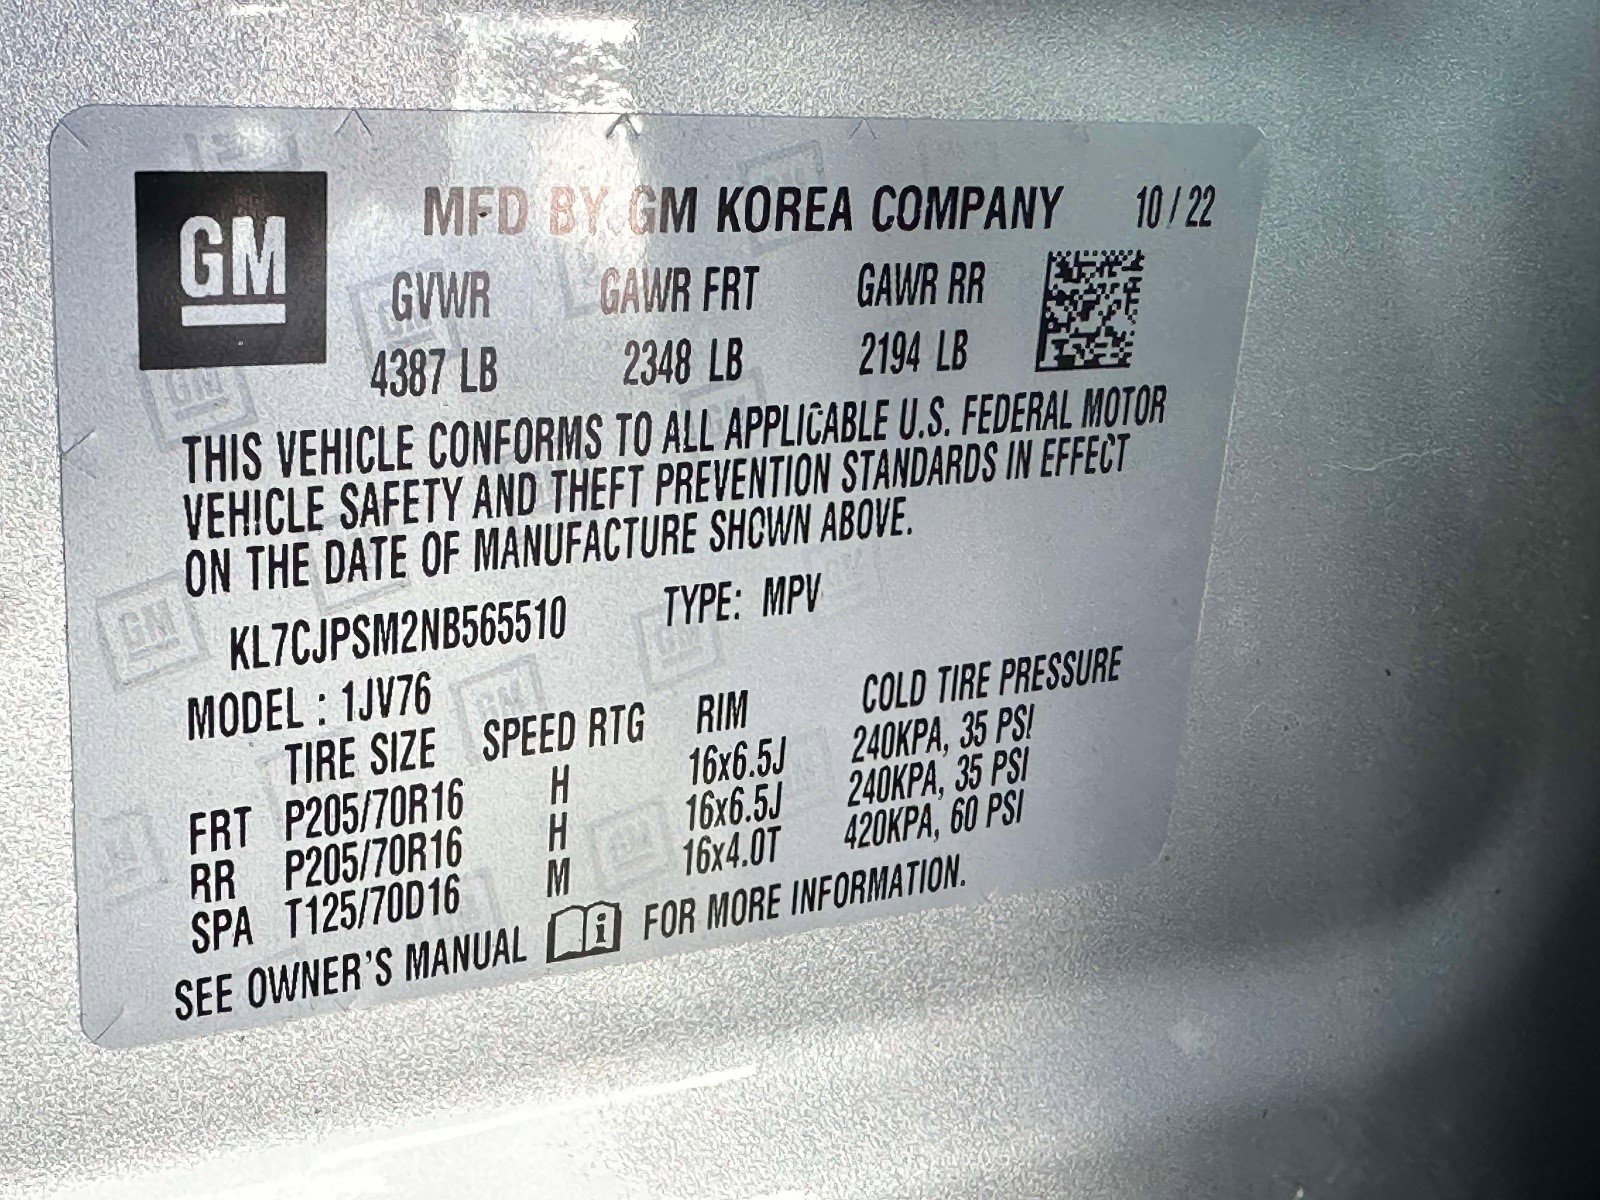 GM
MFD BY GM KOREA COMPANY 10/22
GVWR GAWR FRT GAWR RR
4387 LB 2348 LB 2194 LB
THIS VEHICLE CONFORMS TO ALL APPLICABLE U.S. FEDERAL MOTOR
VEHICLE SAFETY AND THEFT PREVENTION STANDARDS IN EFFECT
ON THE DATE OF MANUFACTURE SHOWN ABOVE.
KL7CJPSM2NB565510 TYPE: MPV
MODEL : 1JV76
TIRE SIZE SPEED RTG RIM COLD TIRE PRESSURE
FRT P205/70R16 H 16x6.5J 240KPA, 35 PSI
RR P205/70R16 H 16x6.5J 240KPA, 35 PSI
SPA T125/70D16 M 16x4.0T 420KPA, 60 PSI
SEE OWNER'S MANUAL i FOR MORE INFORMATION.